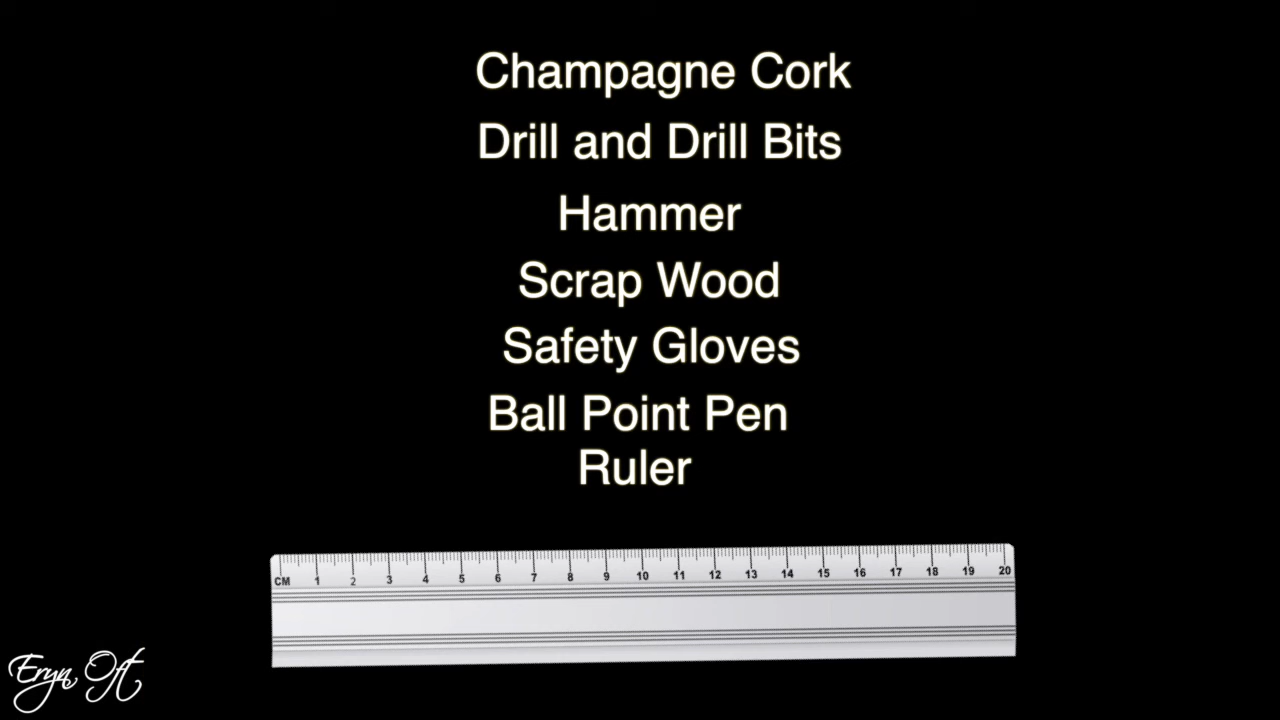 Champagne Cork
Drill and Drill Bits
Hammer
Scrap Wood
Safety Gloves
Ball Point Pen
Ruler
CM 1 2 3 4 5 6 7 8 9 10 11 12 13 14 15 16 17 18 19 20
Eryn Oft